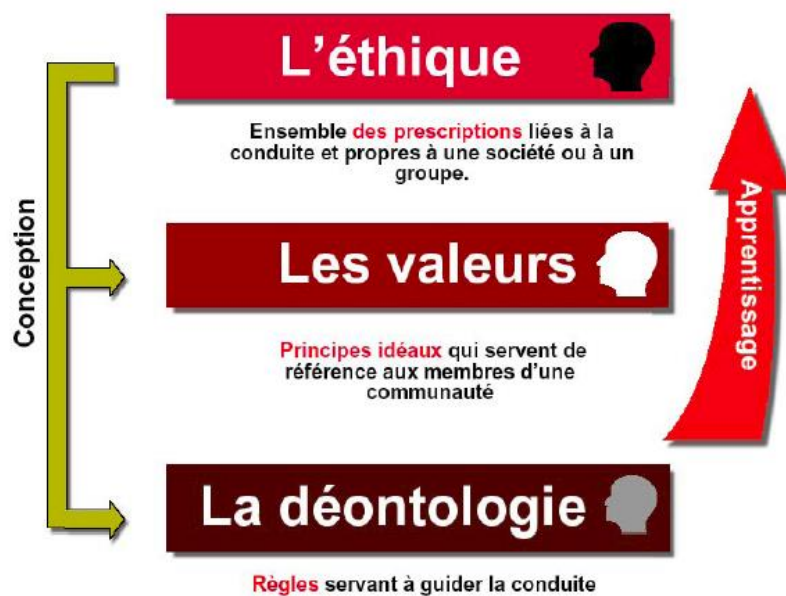 L'éthique
Ensemble des prescriptions liées à la
conduite et propres à une société ou à un
groupe.
Conception
Les valeurs
Apprentissage
Principes idéaux qui servent de
référence aux membres d'une
communauté
La déontologie
Règles servant à guider la conduite